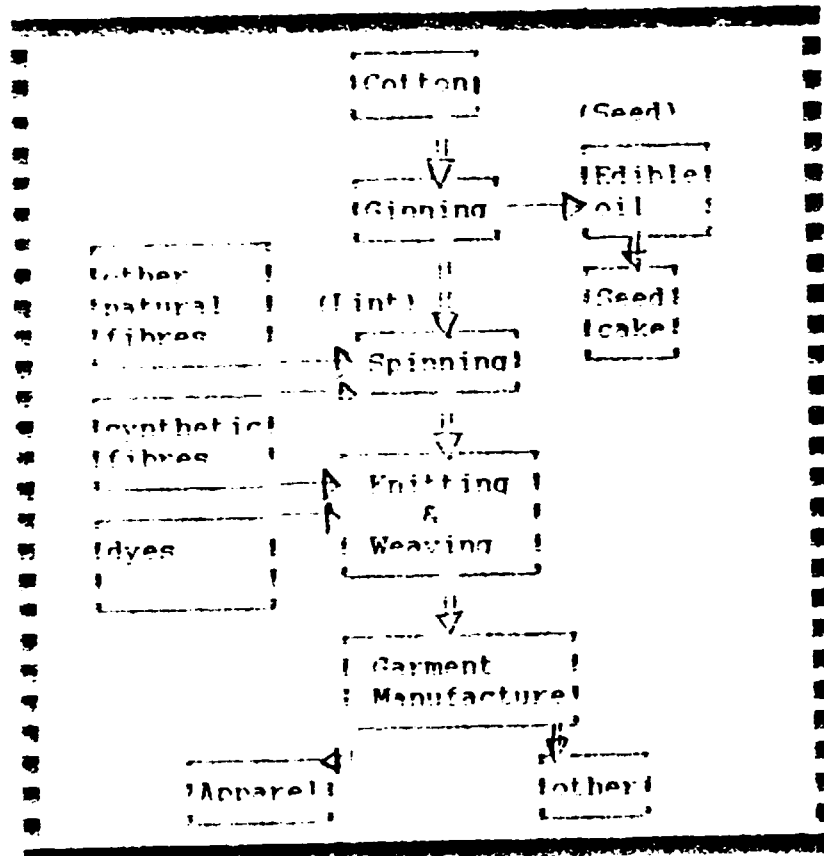 Cotton
(Seed)
Edible
oil
Ginning
other
natural
fibres
(Lint)
Seed
cake
Spinning
synthetic
fibres
Knitting
&
Weaving
dyes
Garment
Manufacture
Apparel
other